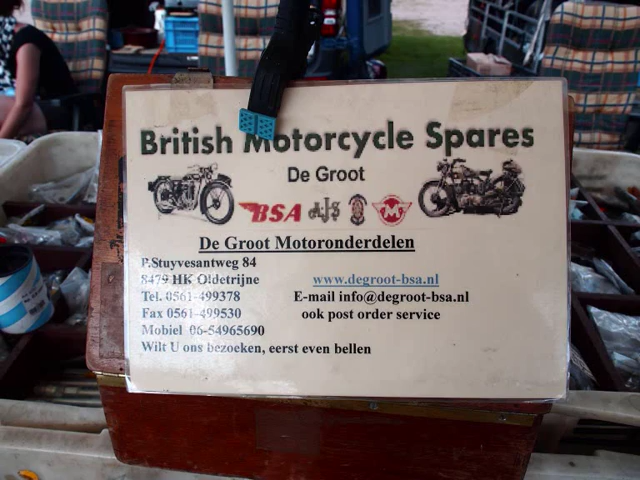 British Motorcycle Spares
De Groot
BSA AJS M
De Groot Motoronderdelen
P.Stuyvesantweg 84
8479 HK Oldetrijne www.degroot-bsa.nl
Tel. 0561-499378 E-mail info@degroot-bsa.nl
Fax 0561-499530 ook post order service
Mobiel 06-54965690
Wilt U ons bezoeken, eerst even bellen